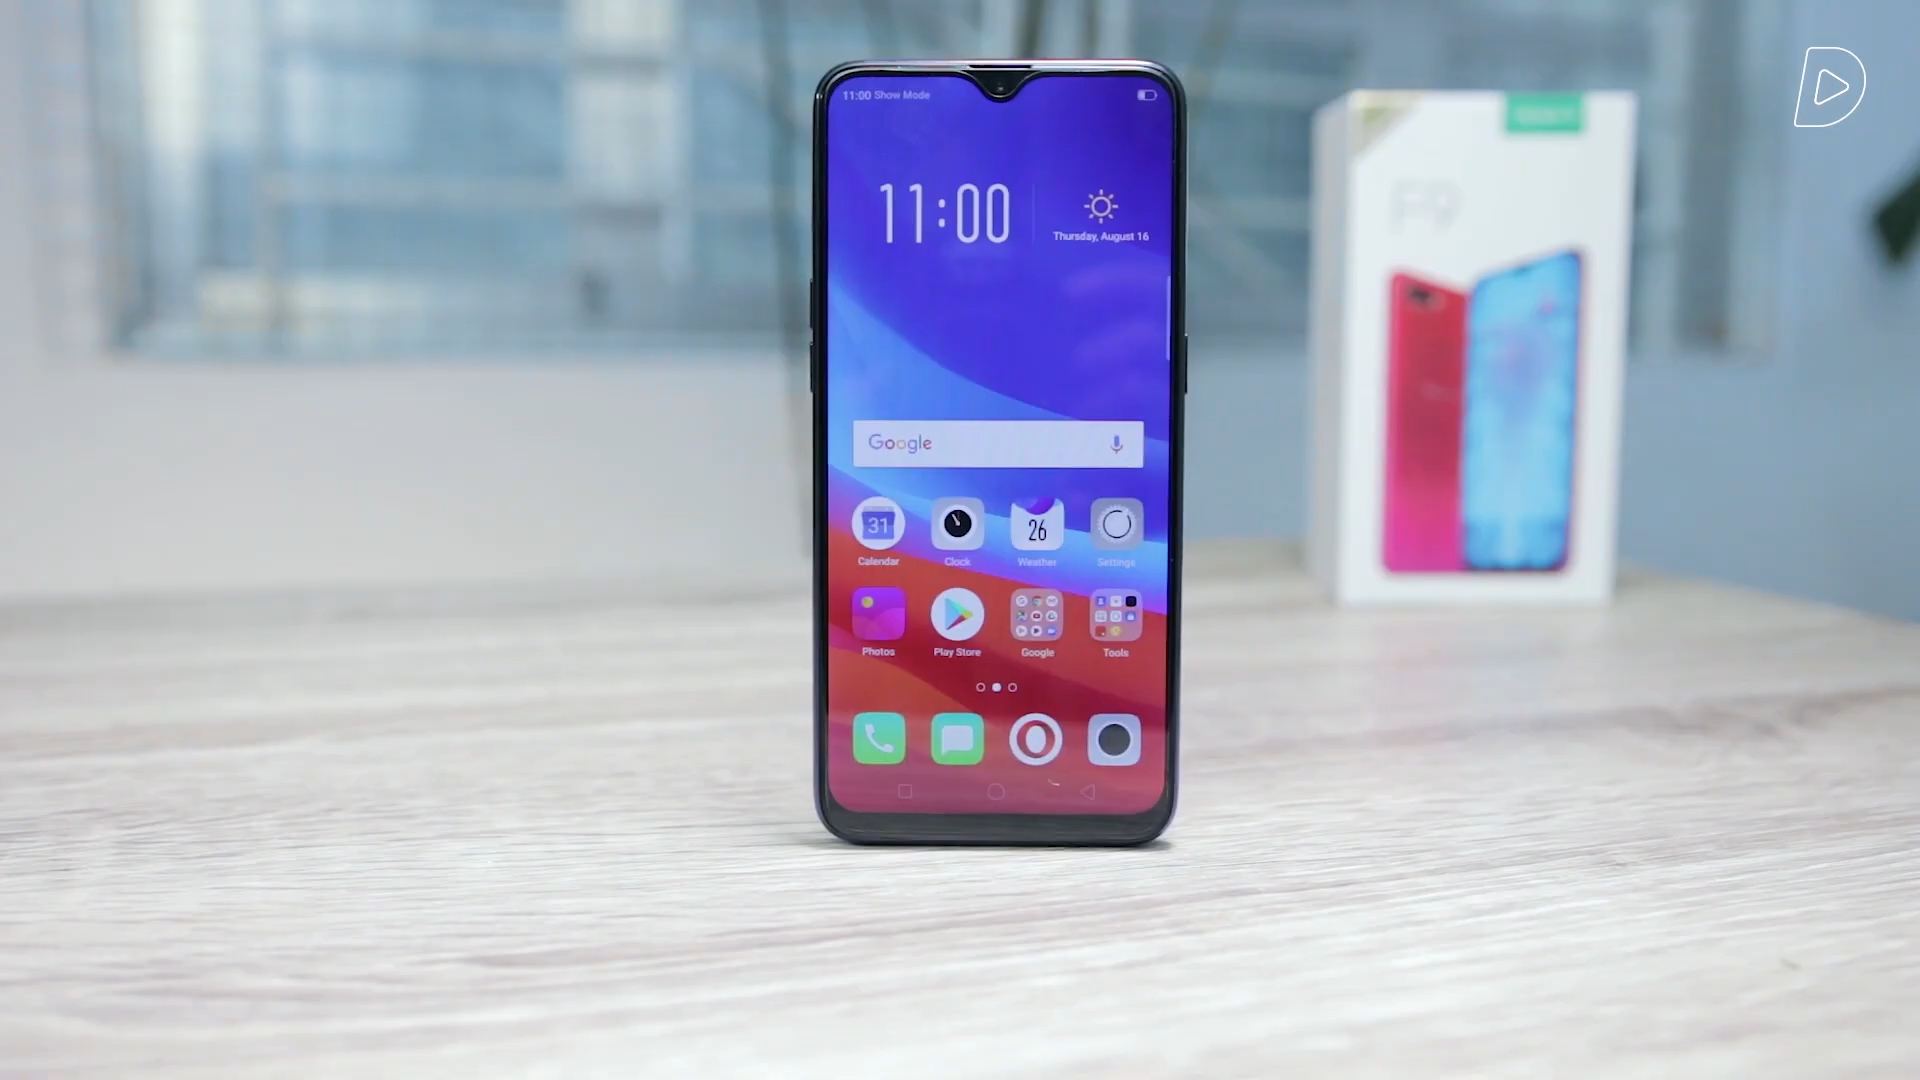 11:00 Show Mode
11:00
Thursday, August 16
Google
31
26
Calendar
Clock
Weather
Settings
Photos
Play Store
Google
Tools
F9